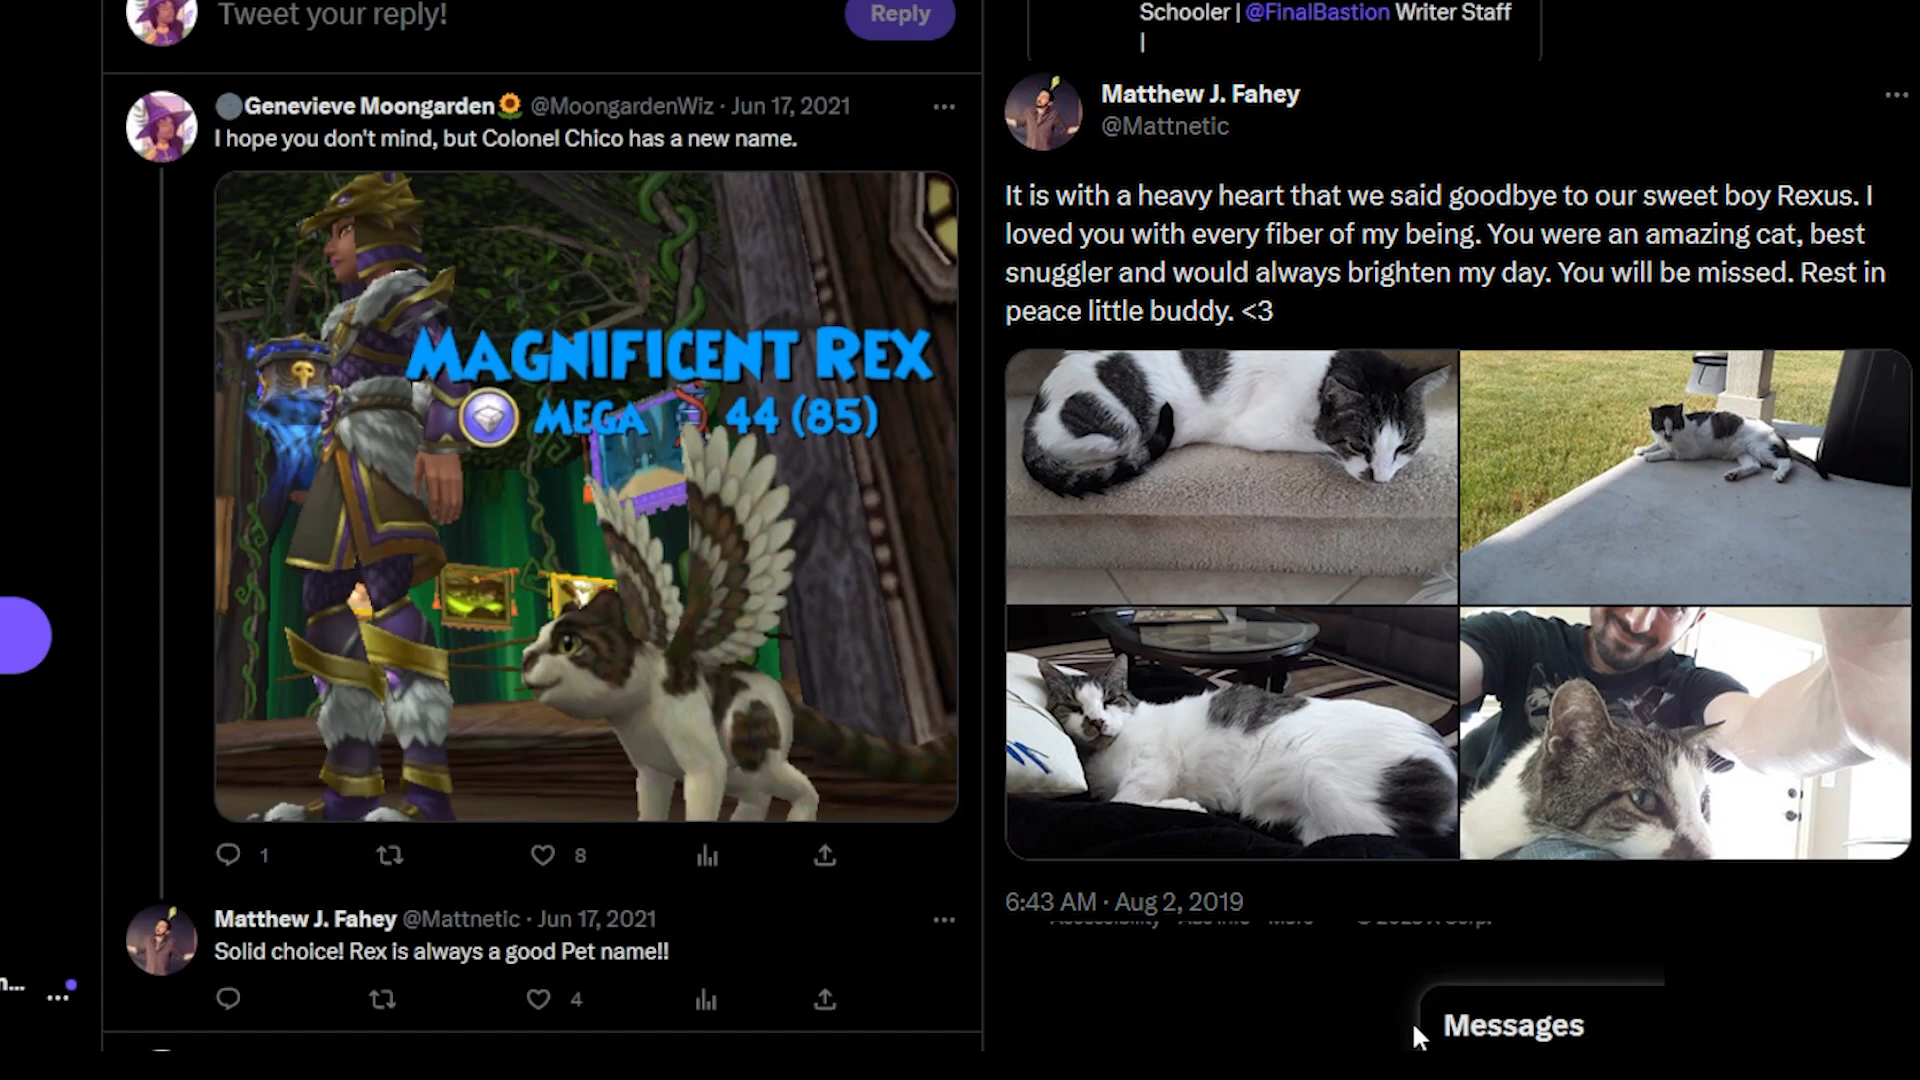 Tweet your reply!
Reply
Genevieve Moongarden🌻 @MoongardenWiz · Jun 17, 2021
I hope you don't mind, but Colonel Chico has a new name.
MAGNIFICENT REX
MEGA 44 (85)
1
8
Matthew J. Fahey @Mattnetic · Jun 17, 2021
Solid choice! Rex is always a good Pet name!!
4
Schooler | @FinalBastion Writer Staff
|
Matthew J. Fahey
@Mattnetic
It is with a heavy heart that we said goodbye to our sweet boy Rexus. I
loved you with every fiber of my being. You were an amazing cat, best
snuggler and would always brighten my day. You will be missed. Rest in
peace little buddy. <3
6:43 AM · Aug 2, 2019
Messages